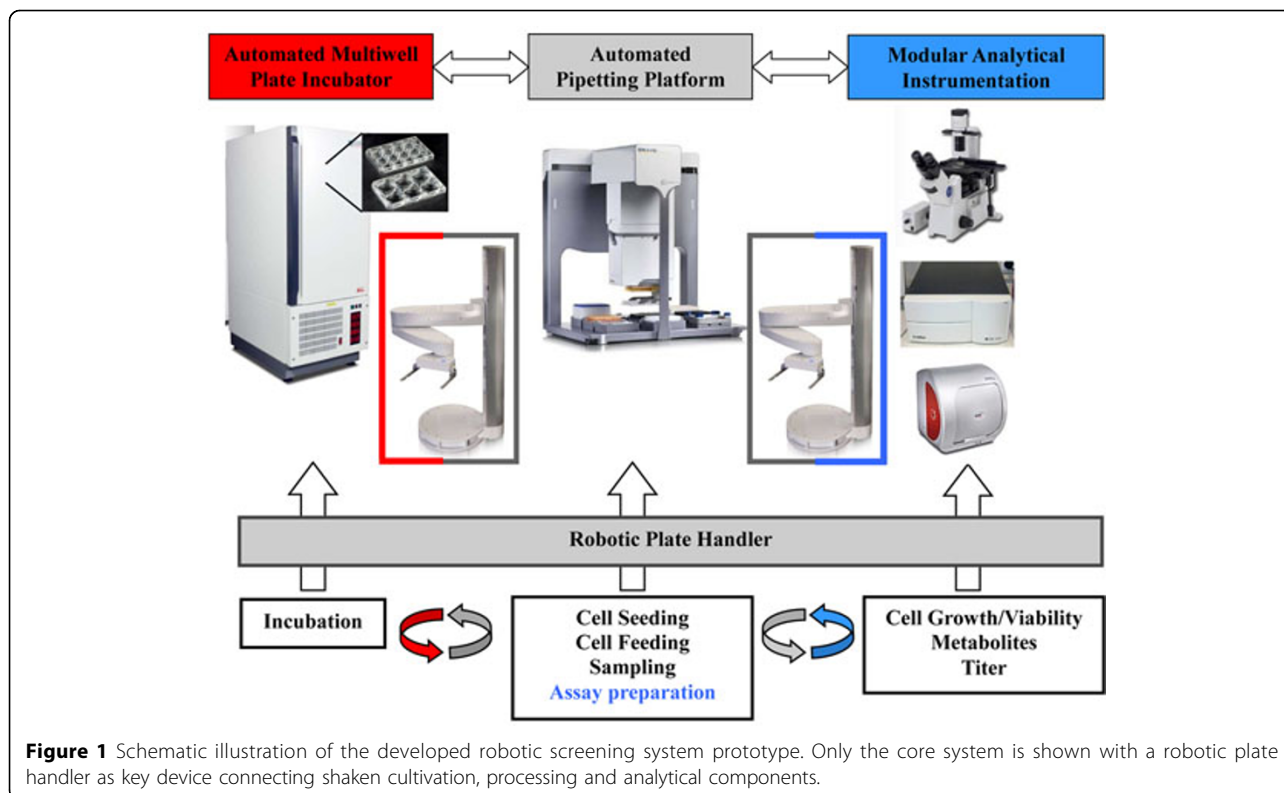 Automated Multiwell
Plate Incubator
Automated
Pipetting Platform
Modular Analytical
Instrumentation
Robotic Plate Handler
Incubation
Cell Seeding
Cell Feeding
Sampling
Assay preparation
Cell Growth/Viability
Metabolites
Titer
Figure 1 Schematic illustration of the developed robotic screening system prototype. Only the core system is shown with a robotic plate
handler as key device connecting shaken cultivation, processing and analytical components.